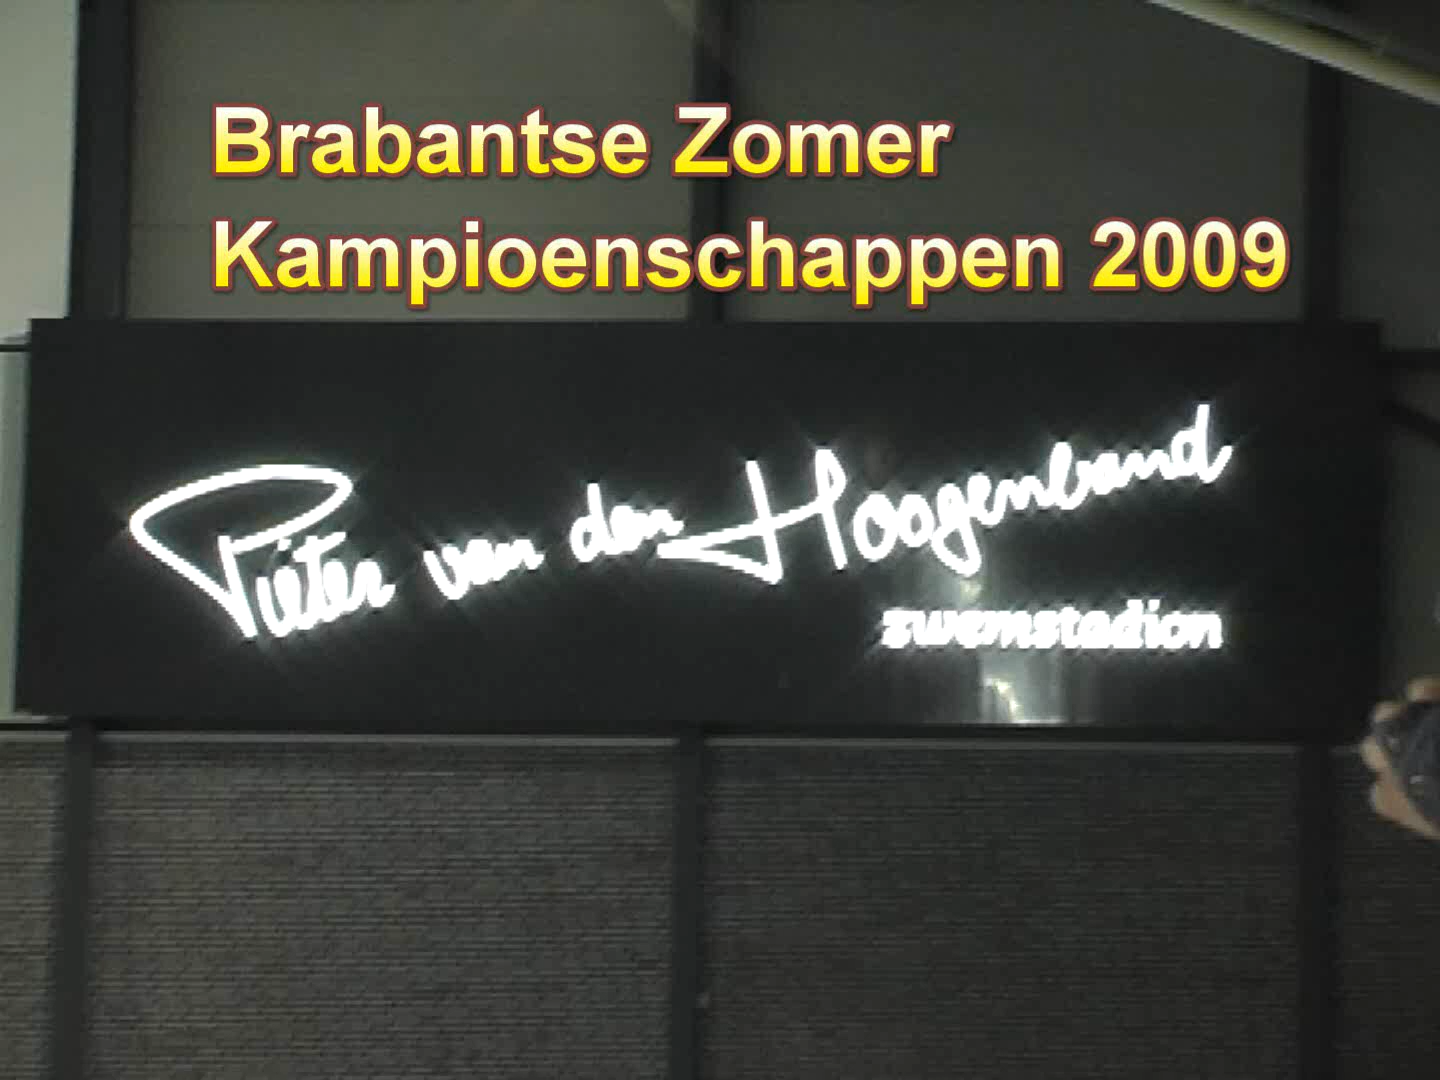 Brabantse Zomer
Kampioenschappen 2009
Pieter van den Hoogenband
zwemstadion